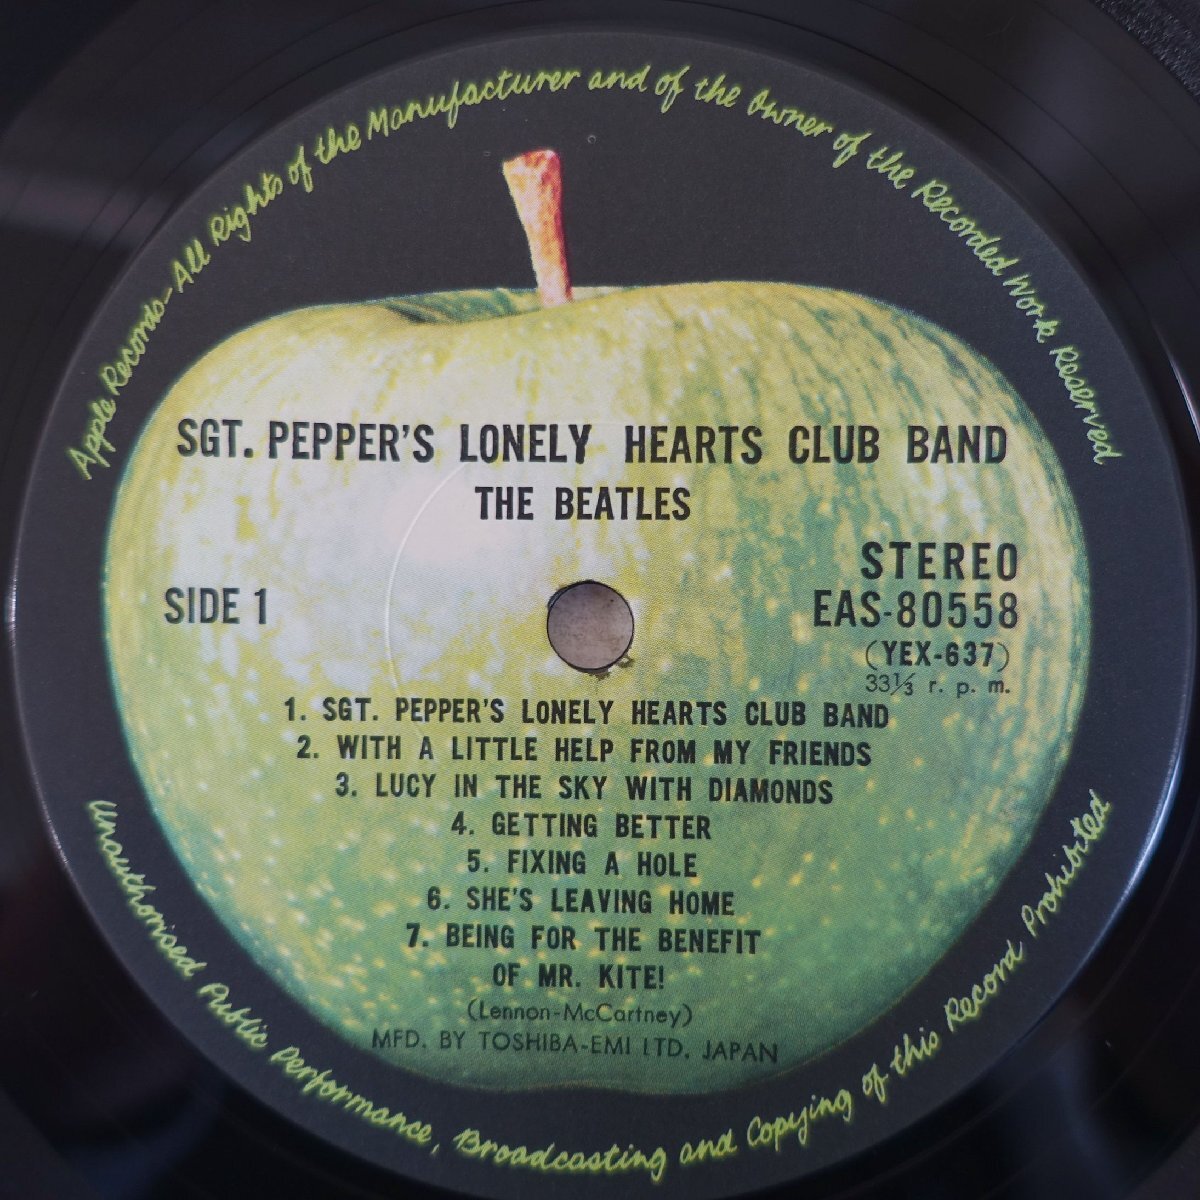 Apple Records-All Rights of the Manufacturer and of the Owner of the Recorded Work Reserved
SGT. PEPPER'S LONELY HEARTS CLUB BAND
THE BEATLES
SIDE 1
STEREO
EAS-80558
(YEX-637)
33⅓ r. p. m.
1. SGT. PEPPER'S LONELY HEARTS CLUB BAND
2. WITH A LITTLE HELP FROM MY FRIENDS
3. LUCY IN THE SKY WITH DIAMONDS
4. GETTING BETTER
5. FIXING A HOLE
6. SHE'S LEAVING HOME
7. BEING FOR THE BENEFIT
OF MR. KITE!
(Lennon-McCartney)
MFD. BY TOSHIBA-EMI LTD. JAPAN
Unauthorised Public Performance, Broadcasting and Copying of this Record Prohibited